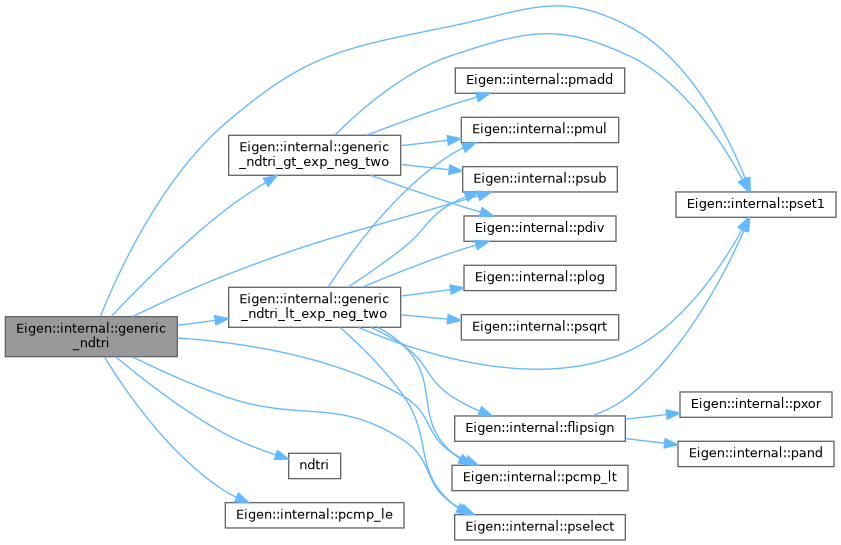 Eigen::internal::pmadd
Eigen::internal::pmul
Eigen::internal::generic
_ndtri_gt_exp_neg_two
Eigen::internal::psub
Eigen::internal::pset1
Eigen::internal::pdiv
Eigen::internal::plog
Eigen::internal::generic
_ndtri_lt_exp_neg_two
Eigen::internal::psqrt
Eigen::internal::generic
_ndtri
Eigen::internal::pxor
Eigen::internal::flipsign
Eigen::internal::pand
ndtri
Eigen::internal::pcmp_lt
Eigen::internal::pcmp_le
Eigen::internal::pselect